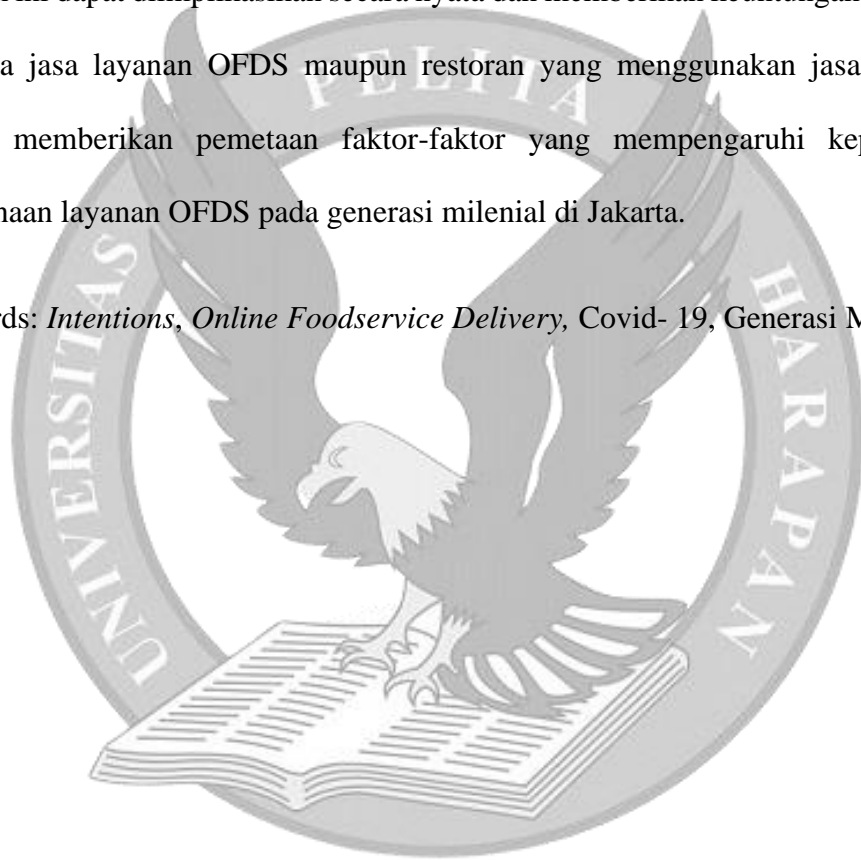 ini dapat diimplikasikan secara nyata dan memberikan keuntungan
a jasa layanan OFDS maupun restoran yang menggunakan jasa
memberikan pemetaan faktor-faktor yang mempengaruhi kep
naan layanan OFDS pada generasi milenial di Jakarta.
rds: Intentions, Online Foodservice Delivery, Covid- 19, Generasi M
UNIVERSITAS PELITA HARAPAN